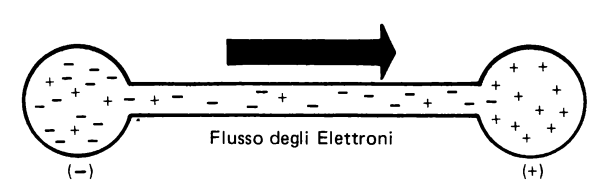 Flusso degli Elettroni
(−) (+)